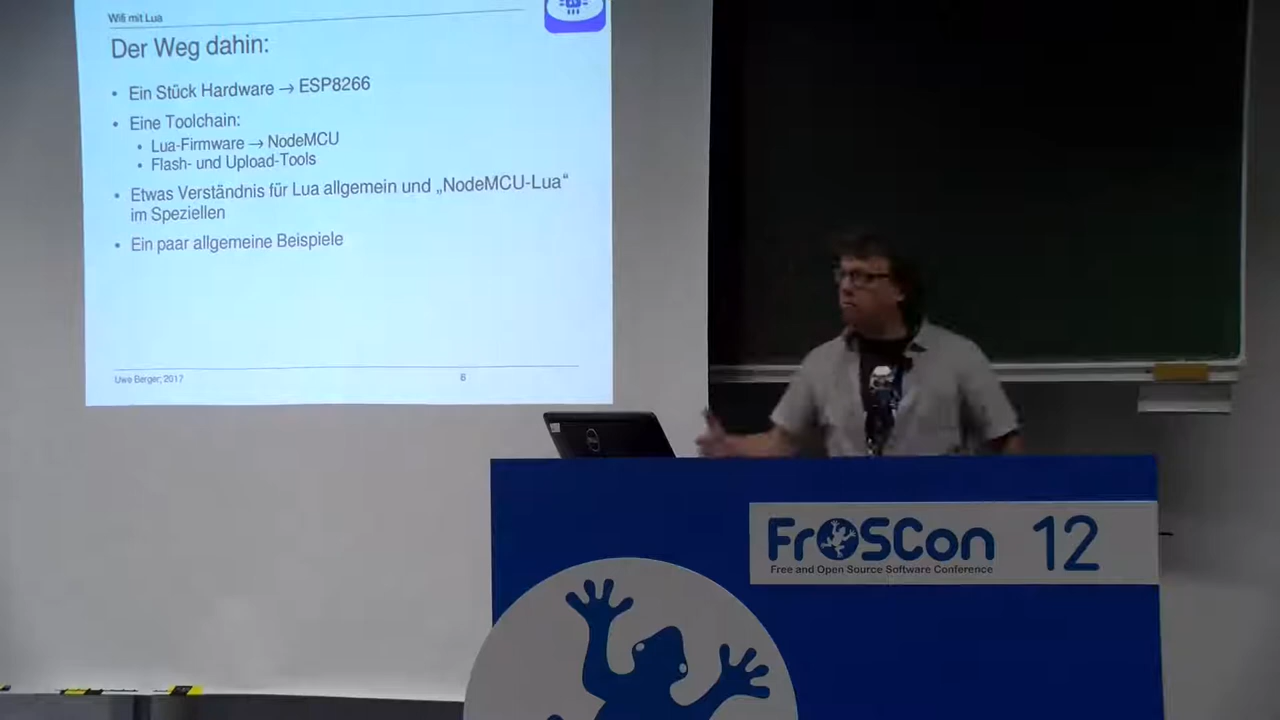 Wifi mit Lua
Der Weg dahin:
• Ein Stück Hardware → ESP8266
• Eine Toolchain:
• Lua-Firmware → NodeMCU
• Flash- und Upload-Tools
• Etwas Verständnis für Lua allgemein und „NodeMCU-Lua“
im Speziellen
• Ein paar allgemeine Beispiele
Uwe Berger; 2017
6
DELL
FrOSCon 12
Free and Open Source Software Conference